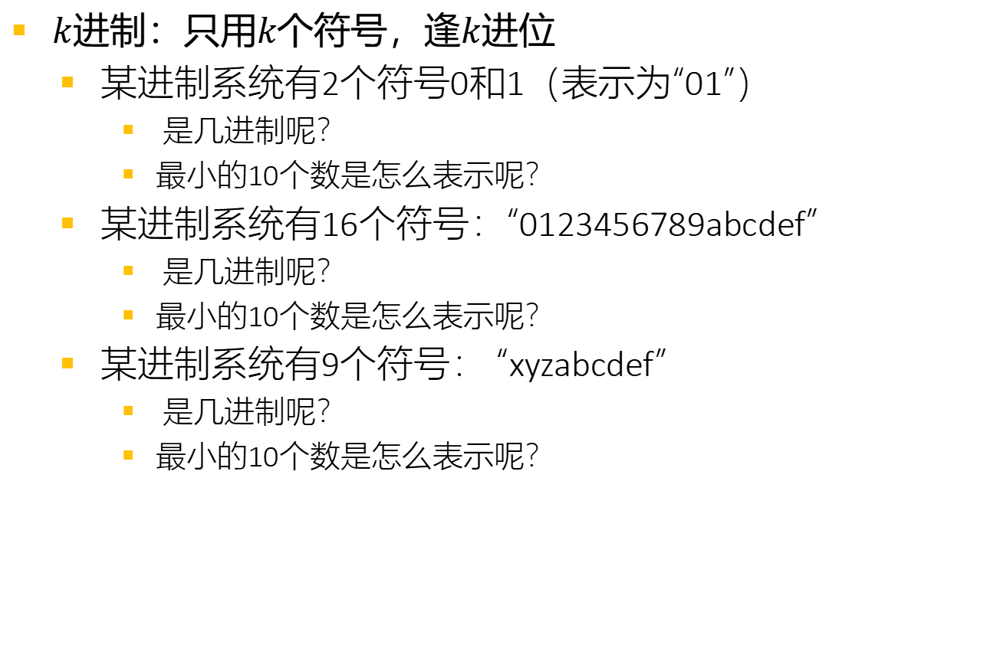 k进制：只用k个符号，逢k进位
某进制系统有2个符号0和1（表示为“01”）
是几进制呢？
最小的10个数是怎么表示呢？
某进制系统有16个符号：“0123456789abcdef”
是几进制呢？
最小的10个数是怎么表示呢？
某进制系统有9个符号：“xyzabcdef”
是几进制呢？
最小的10个数是怎么表示呢？